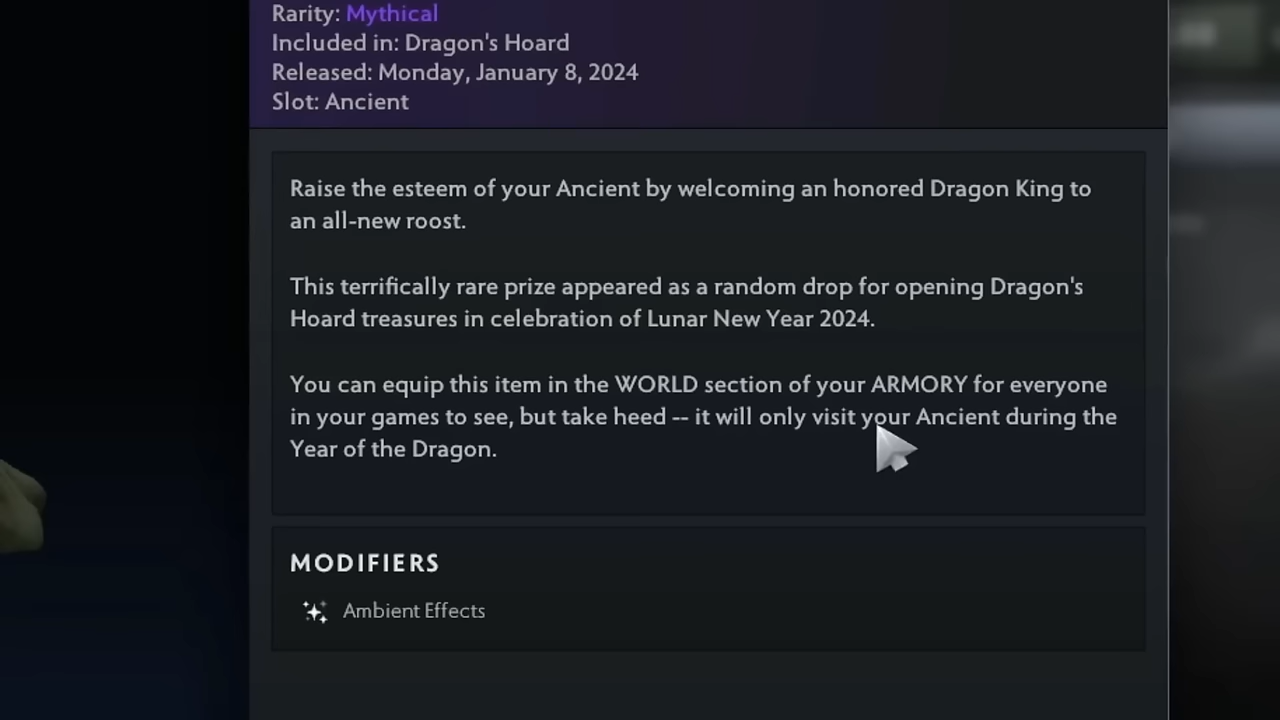 Rarity: Mythical
Included in: Dragon's Hoard
Released: Monday, January 8, 2024
Slot: Ancient
Raise the esteem of your Ancient by welcoming an honored Dragon King to
an all-new roost.
This terrifically rare prize appeared as a random drop for opening Dragon's
Hoard treasures in celebration of Lunar New Year 2024.
You can equip this item in the WORLD section of your ARMORY for everyone
in your games to see, but take heed -- it will only visit your Ancient during the
Year of the Dragon.
MODIFIERS
Ambient Effects